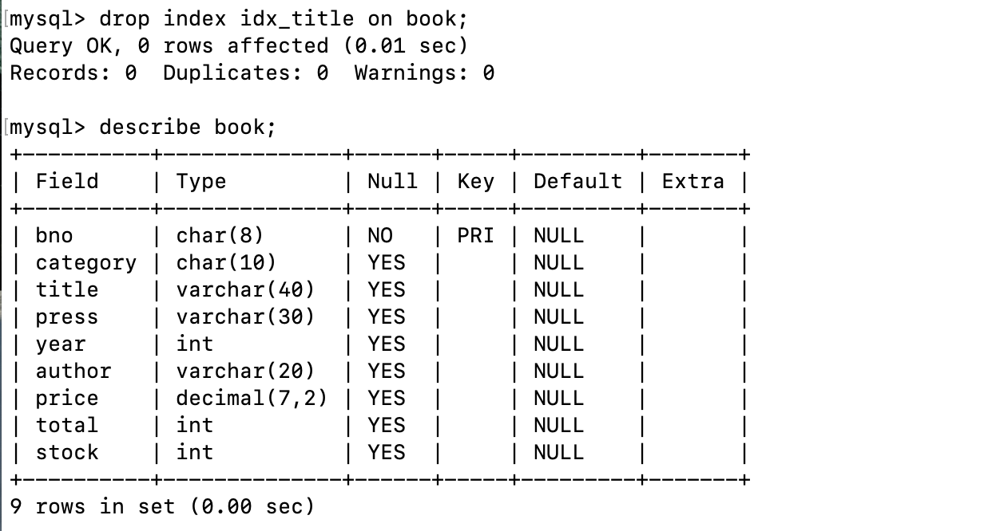 [mysql> drop index idx_title on book;
Query OK, 0 rows affected (0.01 sec)
Records: 0  Duplicates: 0  Warnings: 0

[mysql> describe book;
+----------+--------------+------+-----+---------+-------+
| Field    | Type         | Null | Key | Default | Extra |
+----------+--------------+------+-----+---------+-------+
| bno      | char(8)      | NO   | PRI | NULL    |       |
| category | char(10)     | YES  |     | NULL    |       |
| title    | varchar(40)  | YES  |     | NULL    |       |
| press    | varchar(30)  | YES  |     | NULL    |       |
| year     | int          | YES  |     | NULL    |       |
| author   | varchar(20)  | YES  |     | NULL    |       |
| price    | decimal(7,2) | YES  |     | NULL    |       |
| total    | int          | YES  |     | NULL    |       |
| stock    | int          | YES  |     | NULL    |       |
+----------+--------------+------+-----+---------+-------+
9 rows in set (0.00 sec)